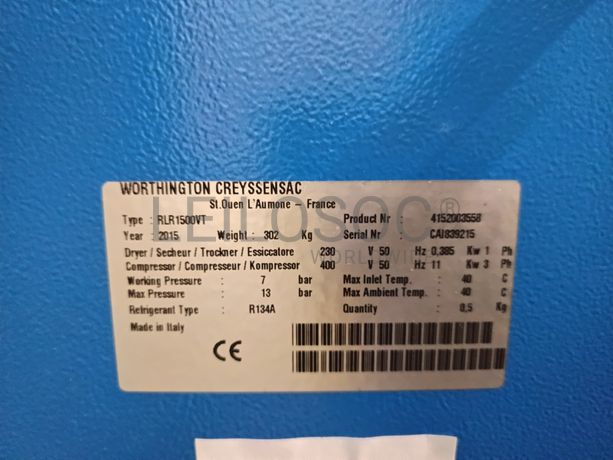 WORTHINGTON CREYSSENSAC
St.Ouen L'Aumone – France
Type : RLR1500VT Product Nr : 4152003558
Year : 2015 Weight : 302 Kg Serial Nr : CAI839215
Dryer / Secheur / Trockner / Essiccatore 230 V 50 Hz 0,385 Kw 1 Ph
Compressor / Compresseur / Kompressor 400 V 50 Hz 11 Kw 3 Ph
Working Pressure : 7 bar Max Inlet Temp. : 40 C
Max Pressure : 13 bar Max Ambient Temp. : 40 C
Refrigerant Type : R134A Quantity : 0,5 Kg
Made in Italy
CE
LEILOSOC®
WORLDWIDE